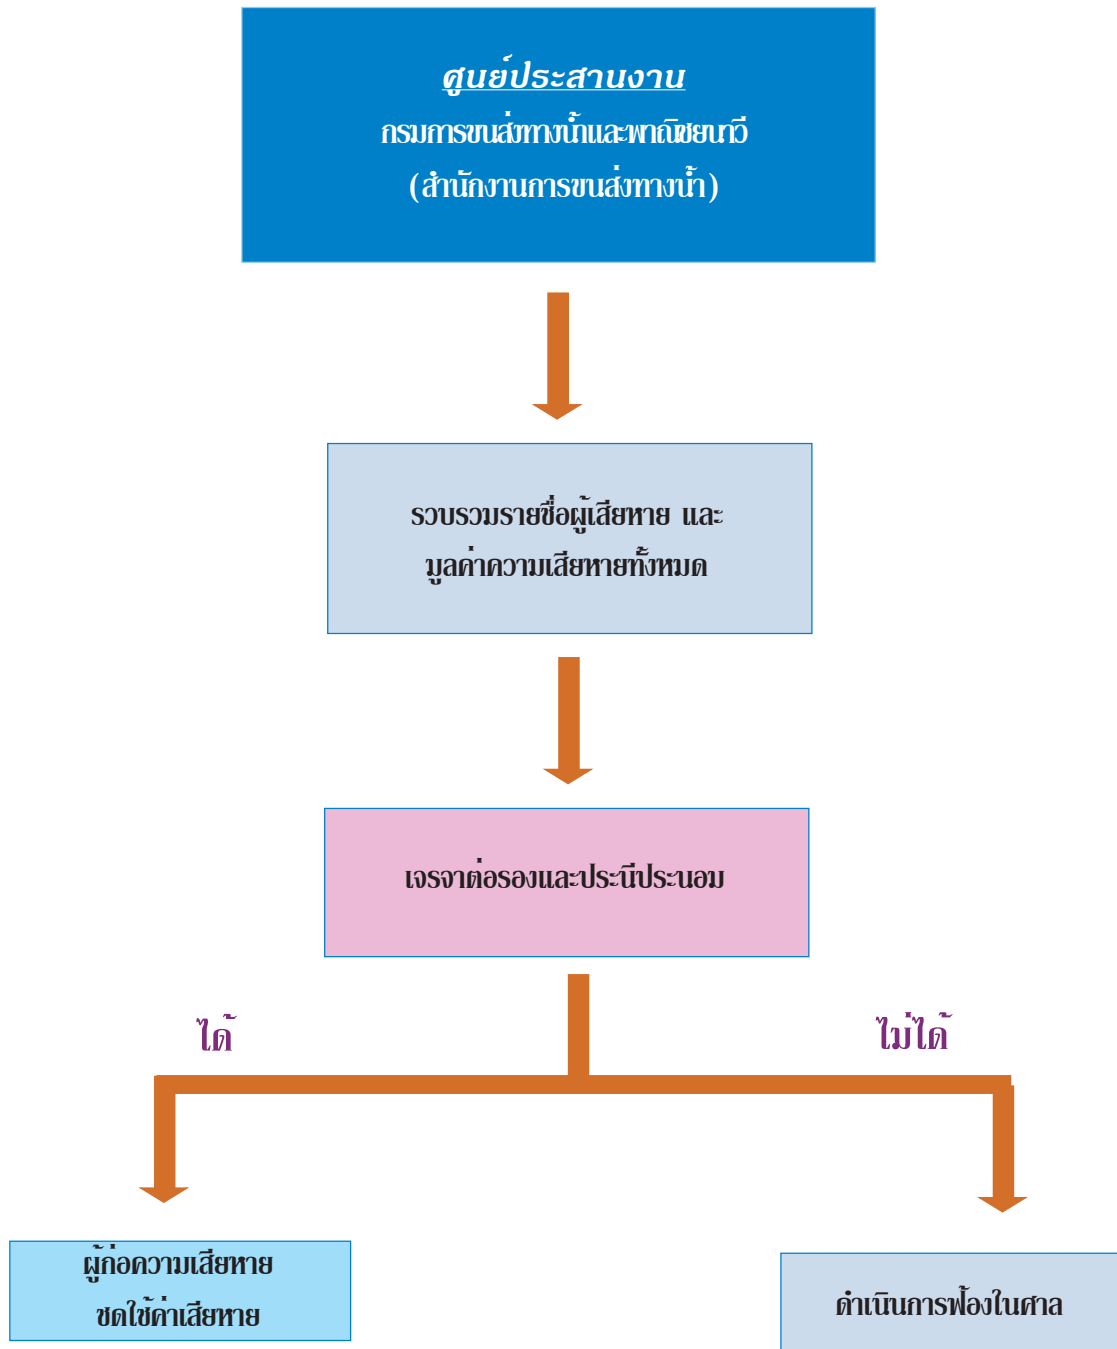 ศูนย์ประสานงาน
กรมการขนส่งทางน้ำและพาณิชยนาวี
(สำนักงานการขนส่งทางน้ำ)
รวบรวมรายชื่อผู้เสียหาย และ
มูลค่าความเสียหายทั้งหมด
เจรจาต่อรองและประนีประนอม
ได้
ไม่ได้
ผู้ก่อความเสียหาย
ชดใช้ค่าเสียหาย
ดำเนินการฟ้องในศาล